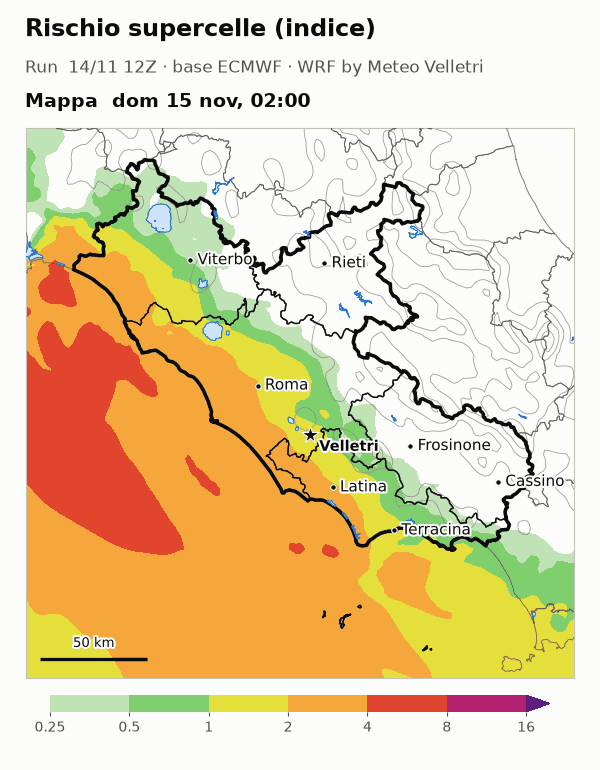 Rischio supercelle (indice)
Run 14/11 12Z · base ECMWF · WRF by Meteo Velletri
Mappa dom 15 nov, 02:00
Viterbo
Rieti
Roma
Velletri
Frosinone
Cassino
Latina
Terracina
50 km
0.25 0.5 1 2 4 8 16